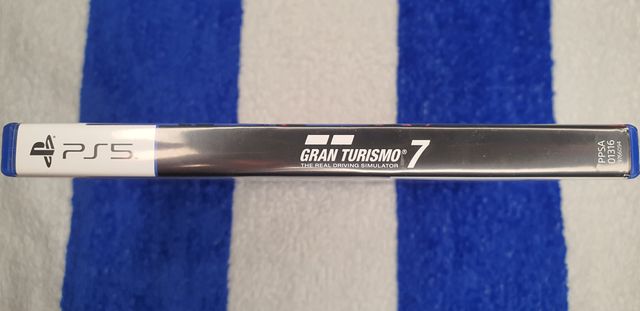 PS5
GRAN TURISMO® 7
THE REAL DRIVING SIMULATOR
PPSA
01316